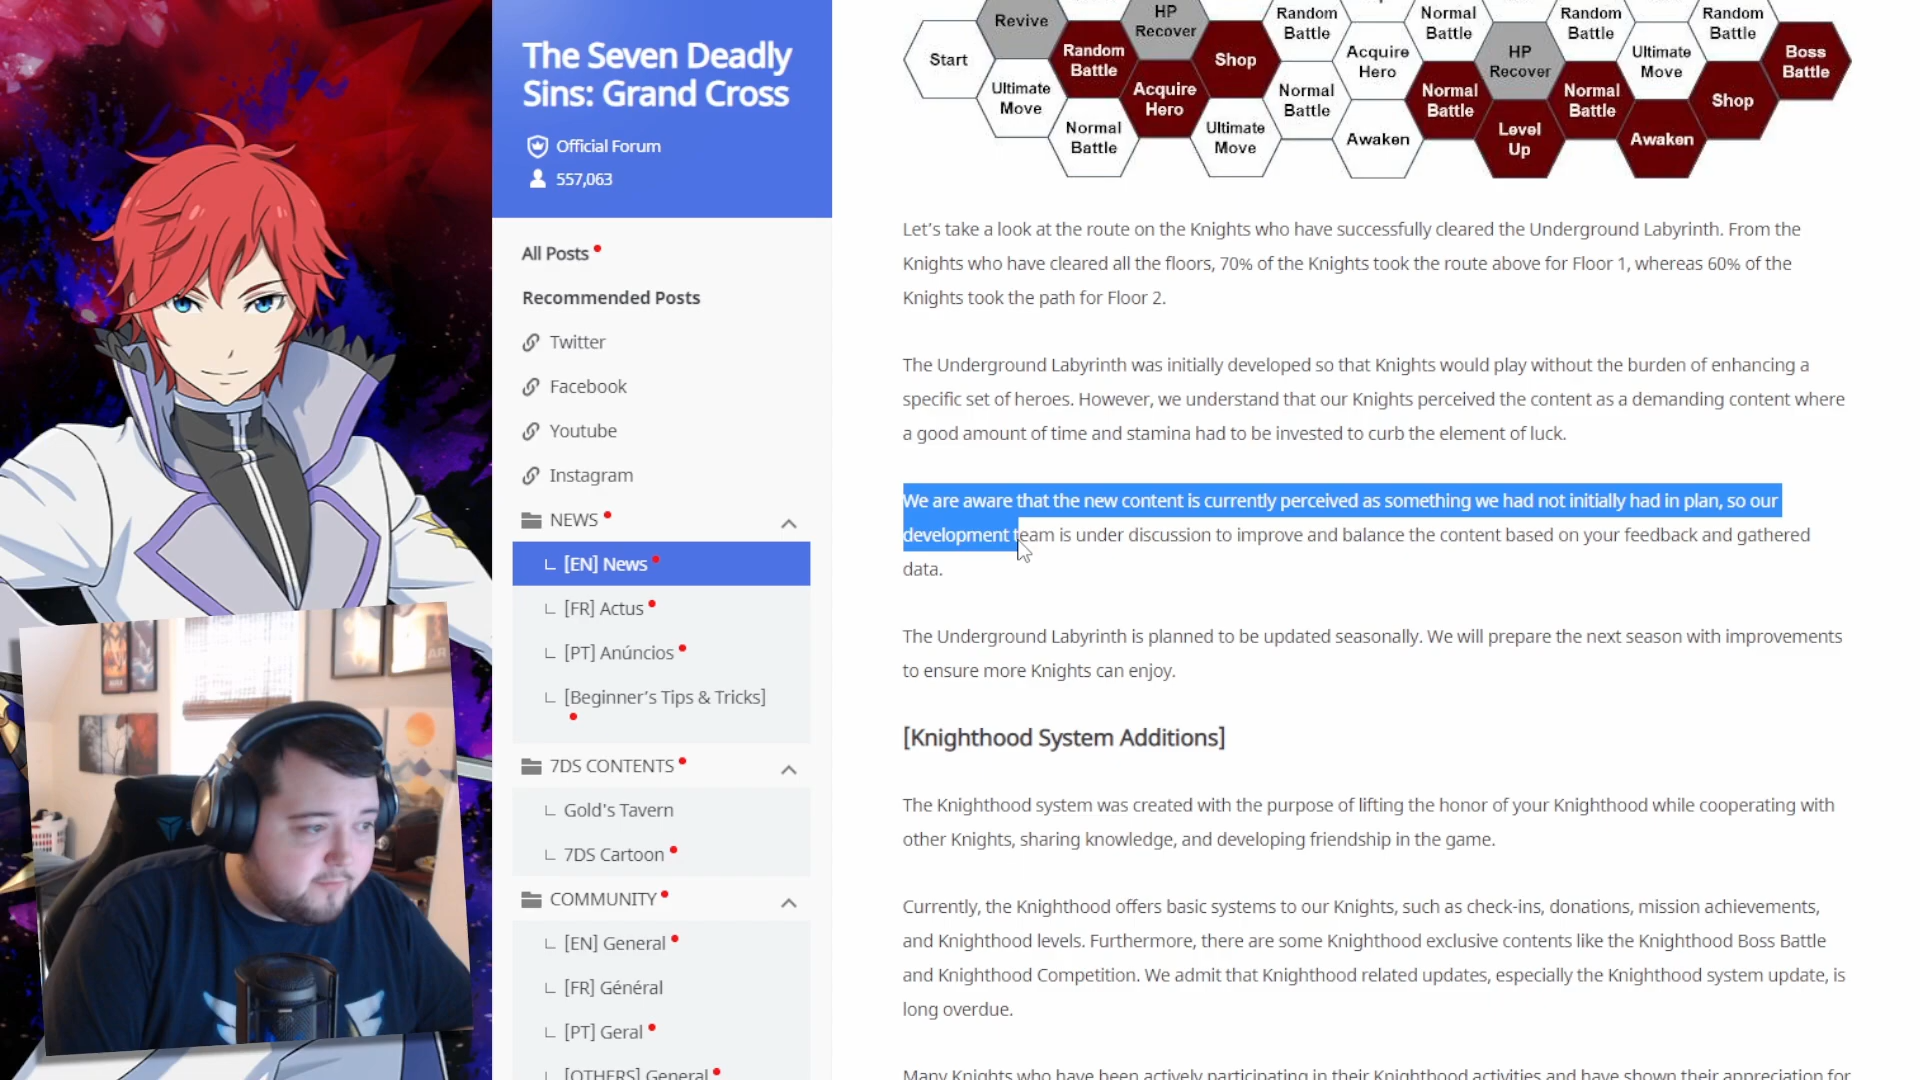 The Seven Deadly
Sins: Grand Cross
Official Forum
557,063
All Posts
Recommended Posts
Twitter
Facebook
Youtube
Instagram
NEWS
[EN] News
[FR] Actus
[PT] Anúncios
[Beginner's Tips & Tricks]
7DS CONTENTS
Gold's Tavern
7DS Cartoon
COMMUNITY
[EN] General
[FR] Général
[PT] Geral
[OTHERS] General
Start
Revive
Ultimate
Move
Random
Battle
Normal
Battle
HP
Recover
Acquire
Hero
Shop
Ultimate
Move
Random
Battle
Normal
Battle
Acquire
Hero
Awaken
Normal
Battle
Normal
Battle
HP
Recover
Level
Up
Random
Battle
Normal
Battle
Ultimate
Move
Awaken
Random
Battle
Shop
Boss
Battle
Let's take a look at the route on the Knights who have successfully cleared the Underground Labyrinth. From the
Knights who have cleared all the floors, 70% of the Knights took the route above for Floor 1, whereas 60% of the
Knights took the path for Floor 2.
The Underground Labyrinth was initially developed so that Knights would play without the burden of enhancing a
specific set of heroes. However, we understand that our Knights perceived the content as a demanding content where
a good amount of time and stamina had to be invested to curb the element of luck.
We are aware that the new content is currently perceived as something we had not initially had in plan, so our
development team is under discussion to improve and balance the content based on your feedback and gathered
data.
The Underground Labyrinth is planned to be updated seasonally. We will prepare the next season with improvements
to ensure more Knights can enjoy.
[Knighthood System Additions]
The Knighthood system was created with the purpose of lifting the honor of your Knighthood while cooperating with
other Knights, sharing knowledge, and developing friendship in the game.
Currently, the Knighthood offers basic systems to our Knights, such as check-ins, donations, mission achievements,
and Knighthood levels. Furthermore, there are some Knighthood exclusive contents like the Knighthood Boss Battle
and Knighthood Competition. We admit that Knighthood related updates, especially the Knighthood system update, is
long overdue.
Many Knights who have been actively participating in their Knighthood activities and have shown their appreciation for